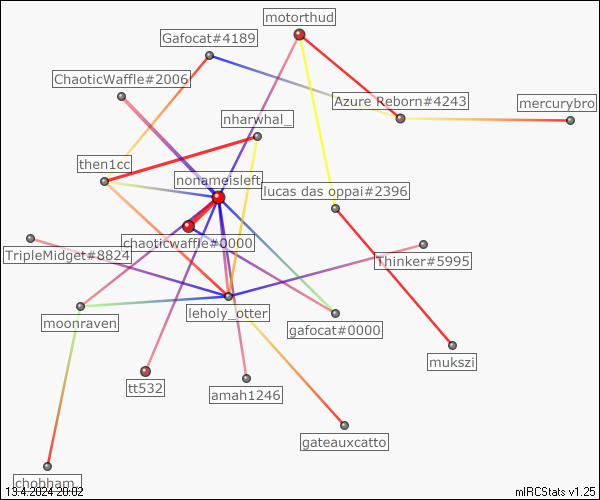 motorthud
Gafocat#4189
ChaoticWaffle#2006
Azure Reborn#4243
mercurybro
nharwhal_
then1cc
nonameisleft
lucas das oppai#2396
chaoticwaffle#0000
TripleMidget#8824
Thinker#5995
leholy_otter
moonraven
gafocat#0000
mukszi
tt532
amah1246
gateauxcatto
chobham_
13.4.2024 20:02
mIRCStats v1.25